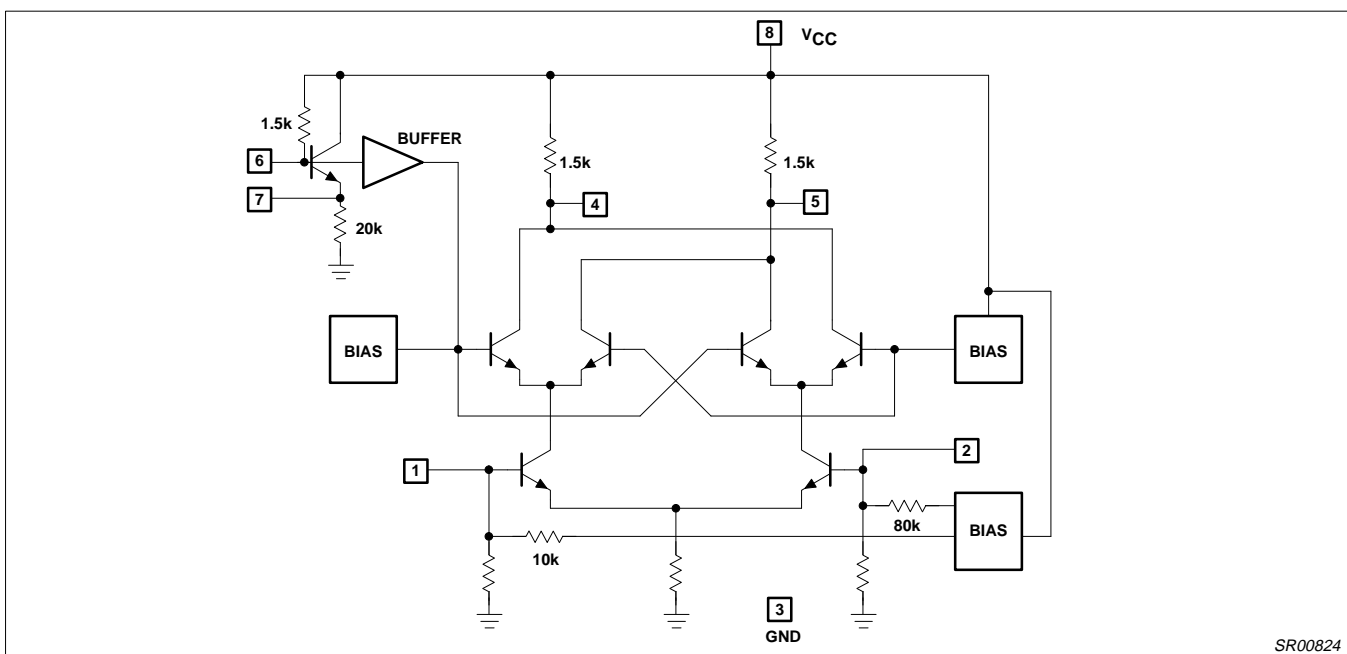 8 VCC
1.5k
BUFFER
6
1.5k
1.5k
7
4
5
20k
BIAS
BIAS
1
2
80k
BIAS
10k
3
GND
SR00824